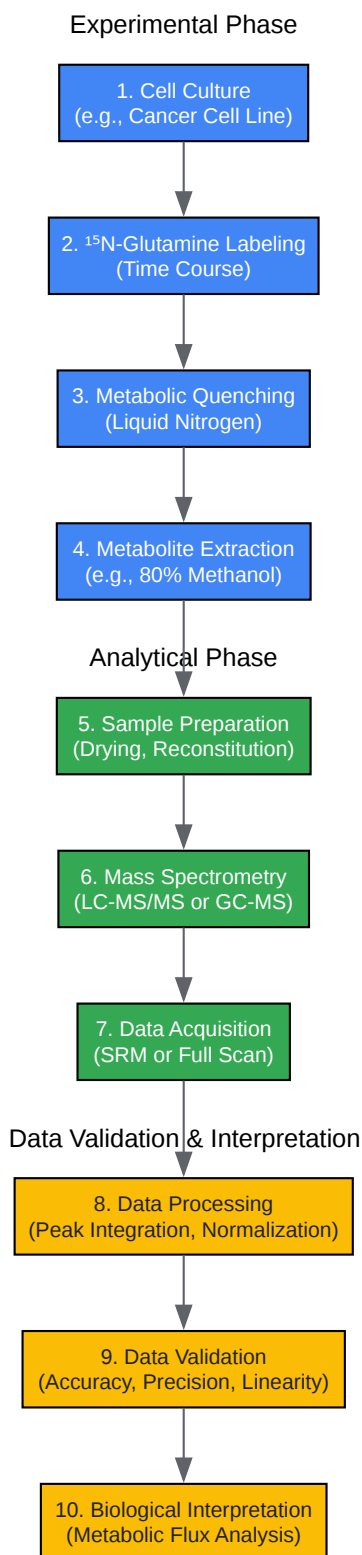 Experimental Phase
1. Cell Culture
(e.g., Cancer Cell Line)
2. ¹⁵N-Glutamine Labeling
(Time Course)
3. Metabolic Quenching
(Liquid Nitrogen)
4. Metabolite Extraction
(e.g., 80% Methanol)
Analytical Phase
5. Sample Preparation
(Drying, Reconstitution)
6. Mass Spectrometry
(LC-MS/MS or GC-MS)
7. Data Acquisition
(SRM or Full Scan)
Data Validation & Interpretation
8. Data Processing
(Peak Integration, Normalization)
9. Data Validation
(Accuracy, Precision, Linearity)
10. Biological Interpretation
(Metabolic Flux Analysis)